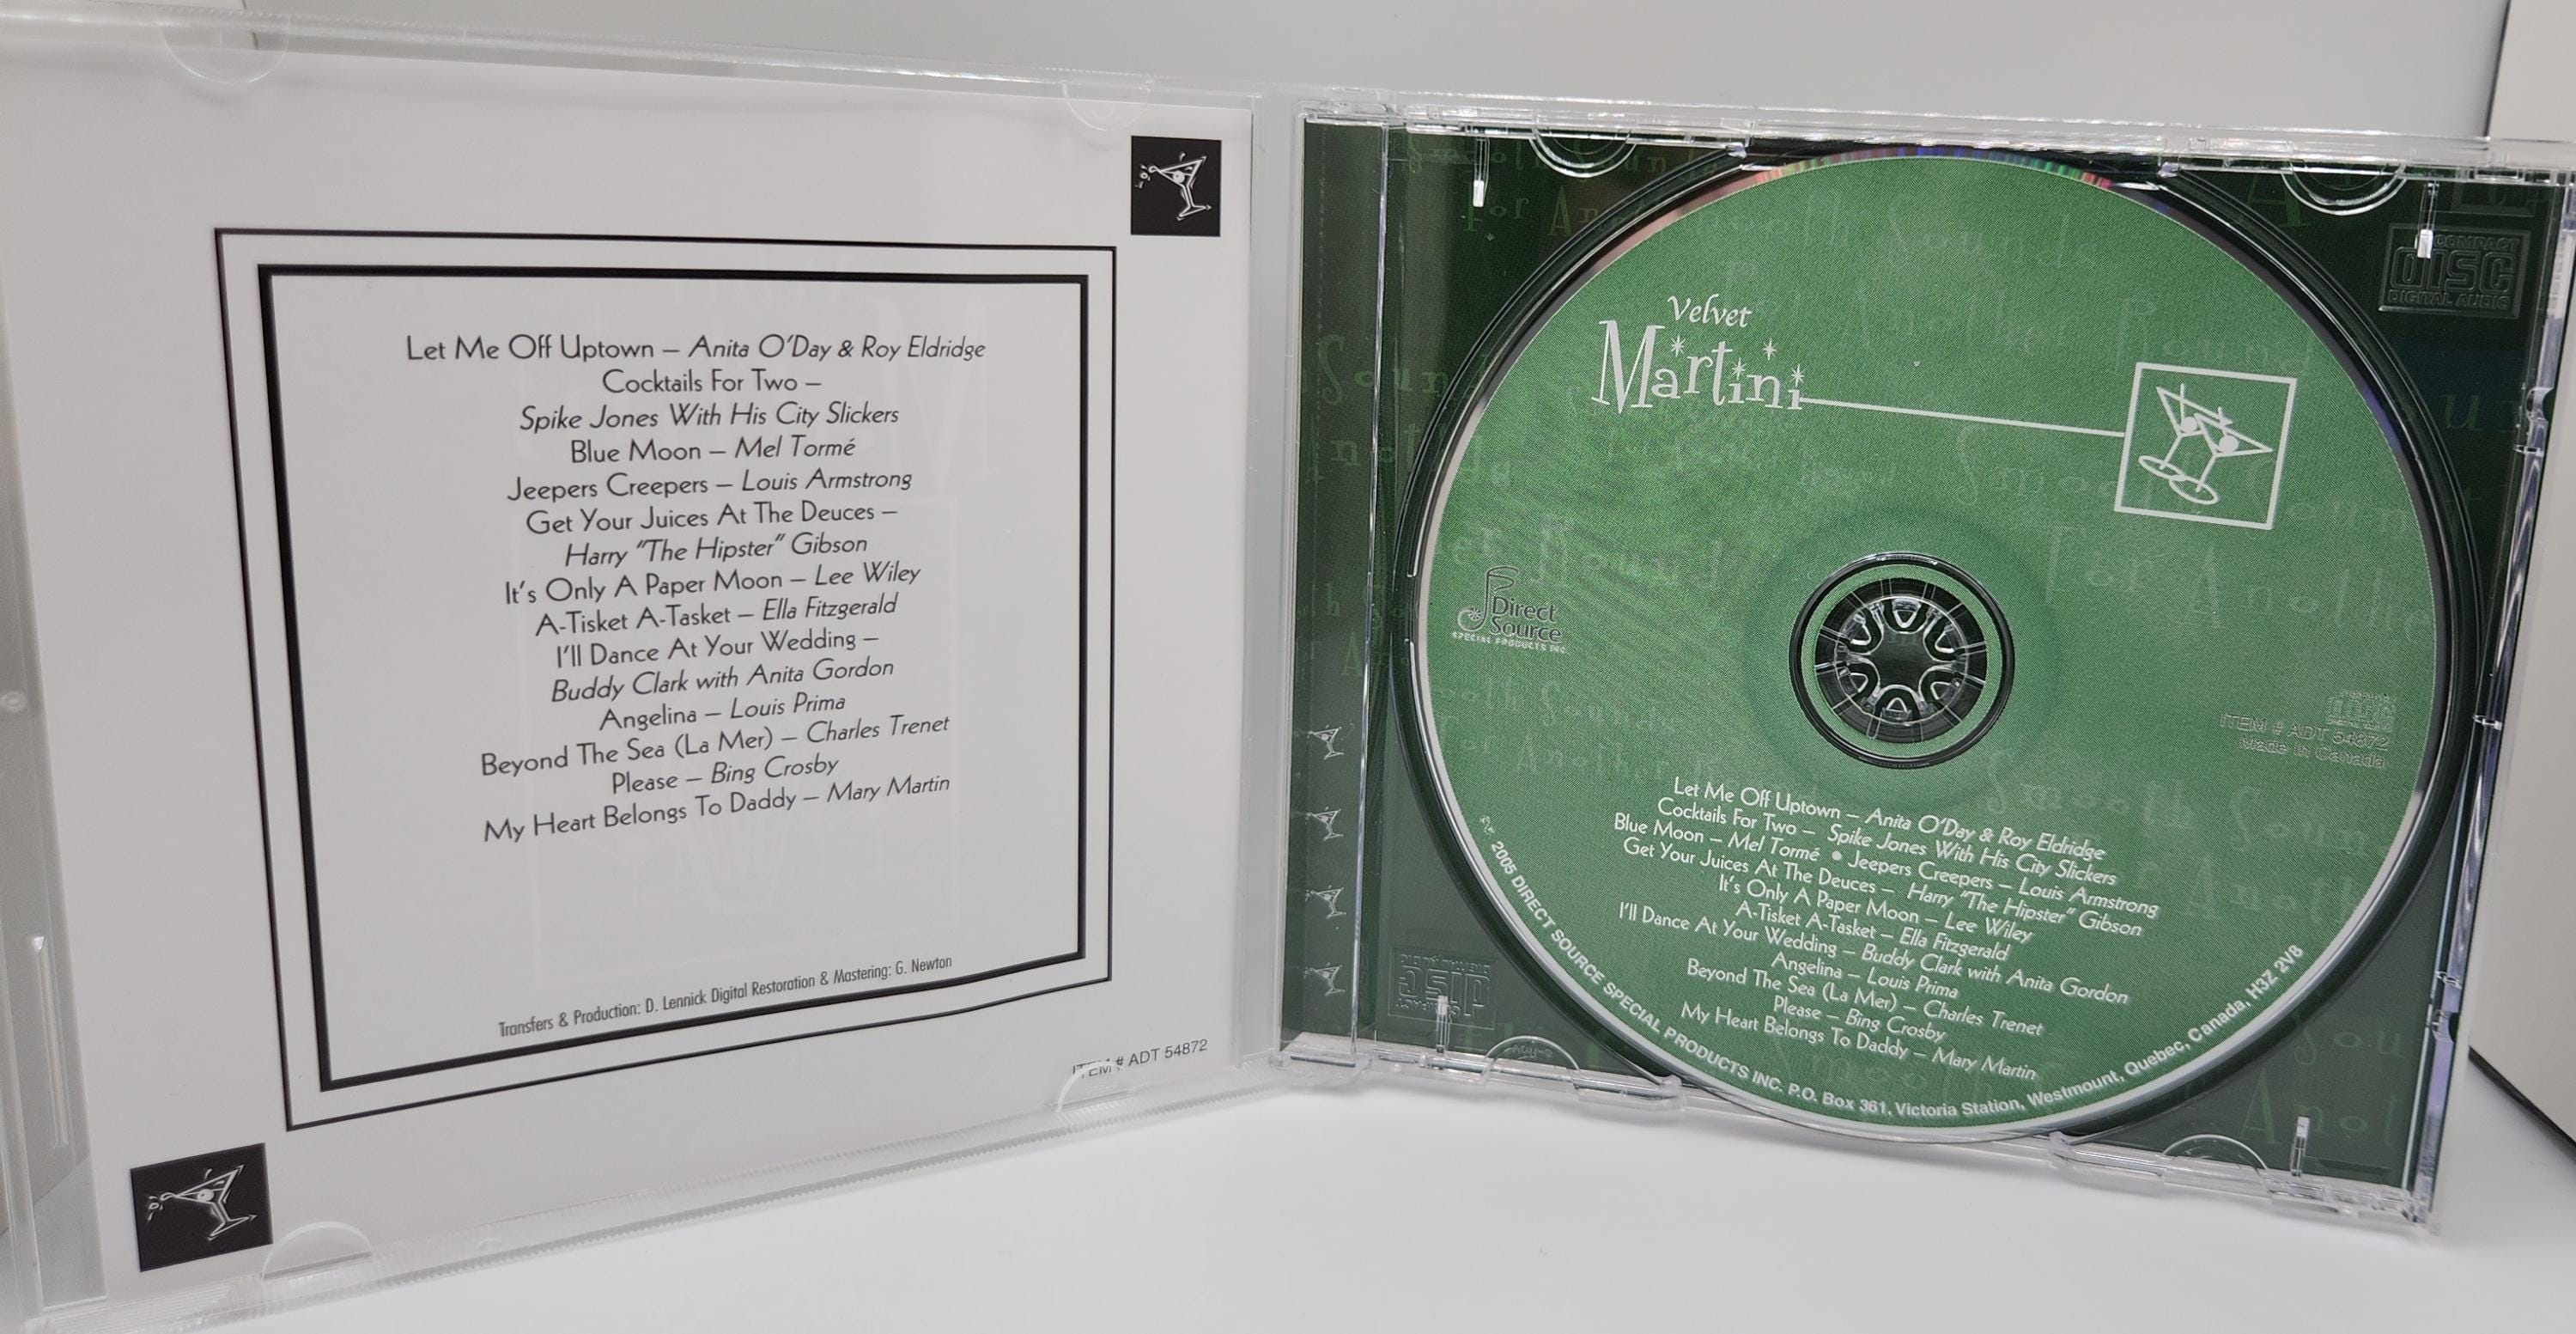 Let Me Off Uptown – Anita O'Day & Roy Eldridge
Cocktails For Two –
Spike Jones With His City Slickers
Blue Moon – Mel Tormé
Jeepers Creepers – Louis Armstrong
Get Your Juices At The Deuces –
Harry "The Hipster" Gibson
It's Only A Paper Moon – Lee Wiley
A-Tisket A-Tasket – Ella Fitzgerald
I'll Dance At Your Wedding –
Buddy Clark with Anita Gordon
Angelina – Louis Prima
Beyond The Sea (La Mer) – Charles Trenet
Please – Bing Crosby
My Heart Belongs To Daddy – Mary Martin
Transfers & Production: D. Lennick Digital Restoration & Mastering: G. Newton
ITEM # ADT 54872
Velvet
Martini
COMPACT
disc
DIGITAL AUDIO
Direct
Source
SPECIAL PRODUCTS INC.
ITEM # ADT 54872
Made in Canada
Let Me Off Uptown – Anita O'Day & Roy Eldridge
Cocktails For Two – Spike Jones With His City Slickers
Blue Moon – Mel Tormé • Jeepers Creepers – Louis Armstrong
Get Your Juices At The Deuces – Harry "The Hipster" Gibson
It's Only A Paper Moon – Lee Wiley
A-Tisket A-Tasket – Ella Fitzgerald
I'll Dance At Your Wedding – Buddy Clark with Anita Gordon
Angelina – Louis Prima
Beyond The Sea (La Mer) – Charles Trenet
Please – Bing Crosby
My Heart Belongs To Daddy – Mary Martin
2005 DIRECT SOURCE SPECIAL PRODUCTS INC. P.O. Box 361, Victoria Station, Westmount, Quebec, Canada, H3Z 2V8